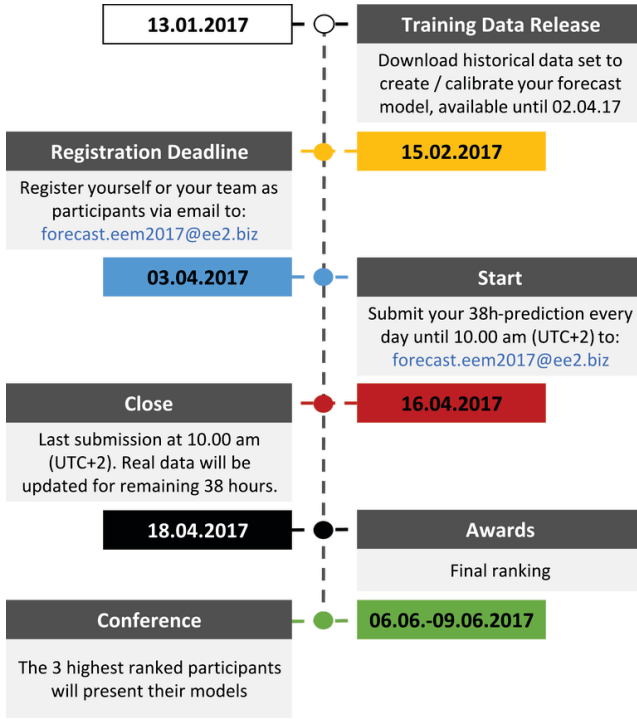 13.01.2017
Training Data Release
Download historical data set to
create / calibrate your forecast
model, available until 02.04.17
Registration Deadline
15.02.2017
Register yourself or your team as
participants via email to:
forecast.eem2017@ee2.biz
03.04.2017
Start
Submit your 38h-prediction every
day until 10.00 am (UTC+2) to:
forecast.eem2017@ee2.biz
Close
16.04.2017
Last submission at 10.00 am
(UTC+2). Real data will be
updated for remaining 38 hours.
18.04.2017
Awards
Final ranking
Conference
06.06.-09.06.2017
The 3 highest ranked participants
will present their models